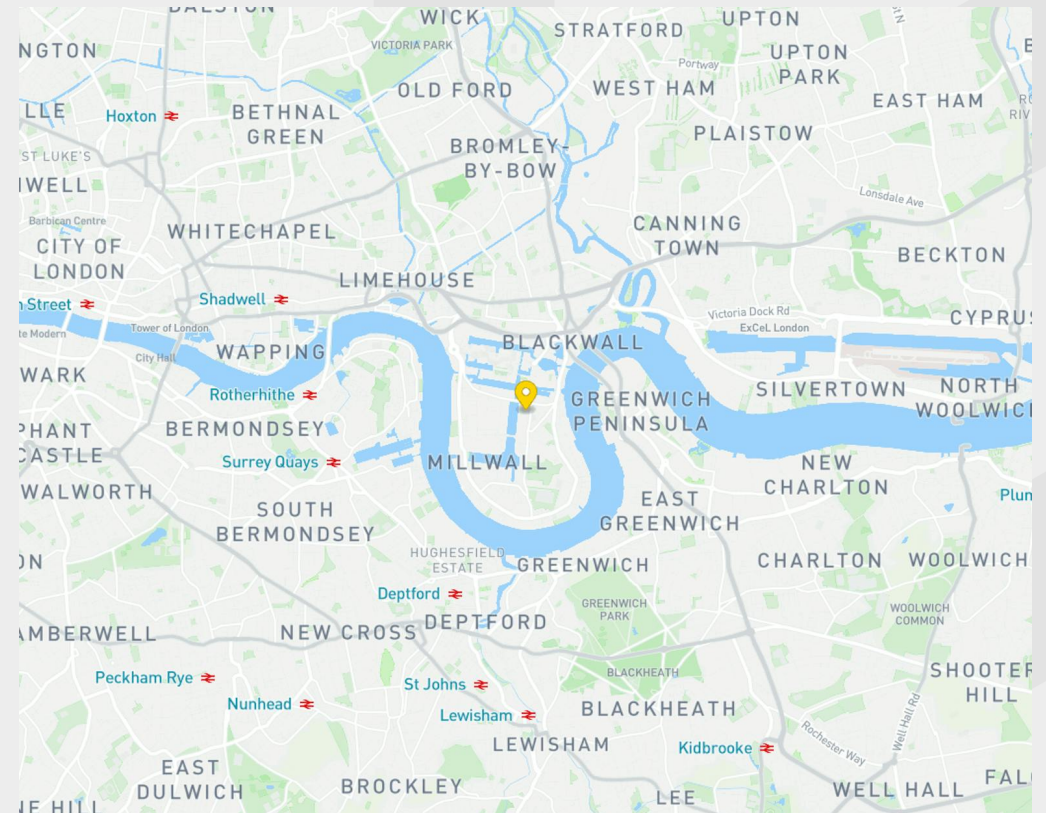 DALSTON
WICK
UPTON
STRATFORD
NGTON
VICTORIA PARK
UPTON
PARK
Portway
OLD FORD
WEST HAM
EAST HAM
LLE
Hoxton
BETHNAL
GREEN
RIV
PLAISTOW
BROMLEY-
BY-BOW
ST LUKE'S
WELL
Lonsdale Ave
Barbican Centre
WHITECHAPEL
CANNING
TOWN
CITY OF
LONDON
BECKTON
LIMEHOUSE
Street
Shadwell
Victoria Dock Rd
ExCeL London
CYPRUS
te Modern
Tower of London
City Hall
WAPPING
BLACKWALL
WARK
Rotherhithe
GREENWICH
PENINSULA
SILVERTOWN
NORTH
WOOLWICH
PHANT
CASTLE
BERMONDSEY
Surrey Quays
MILLWALL
NEW
CHARLTON
WALWORTH
Plum
SOUTH
BERMONDSEY
EAST
GREENWICH
HUGHESFIELD
ESTATE
GREENWICH
CHARLTON
WOOLWICH
ON
Deptford
GREENWICH
PARK
WOOLWICH
COMMON
DEPTFORD
AMBERWELL
NEW CROSS
Peckham Rye
St Johns
BLACKHEATH
SHOOTER
HILL
Nunhead
Lewisham
BLACKHEATH
Well Hall Rd
LEWISHAM
Kidbrooke
Rochester Way
EAST
DULWICH
BROCKLEY
LEE
WELL HALL
FAL
NE HILL